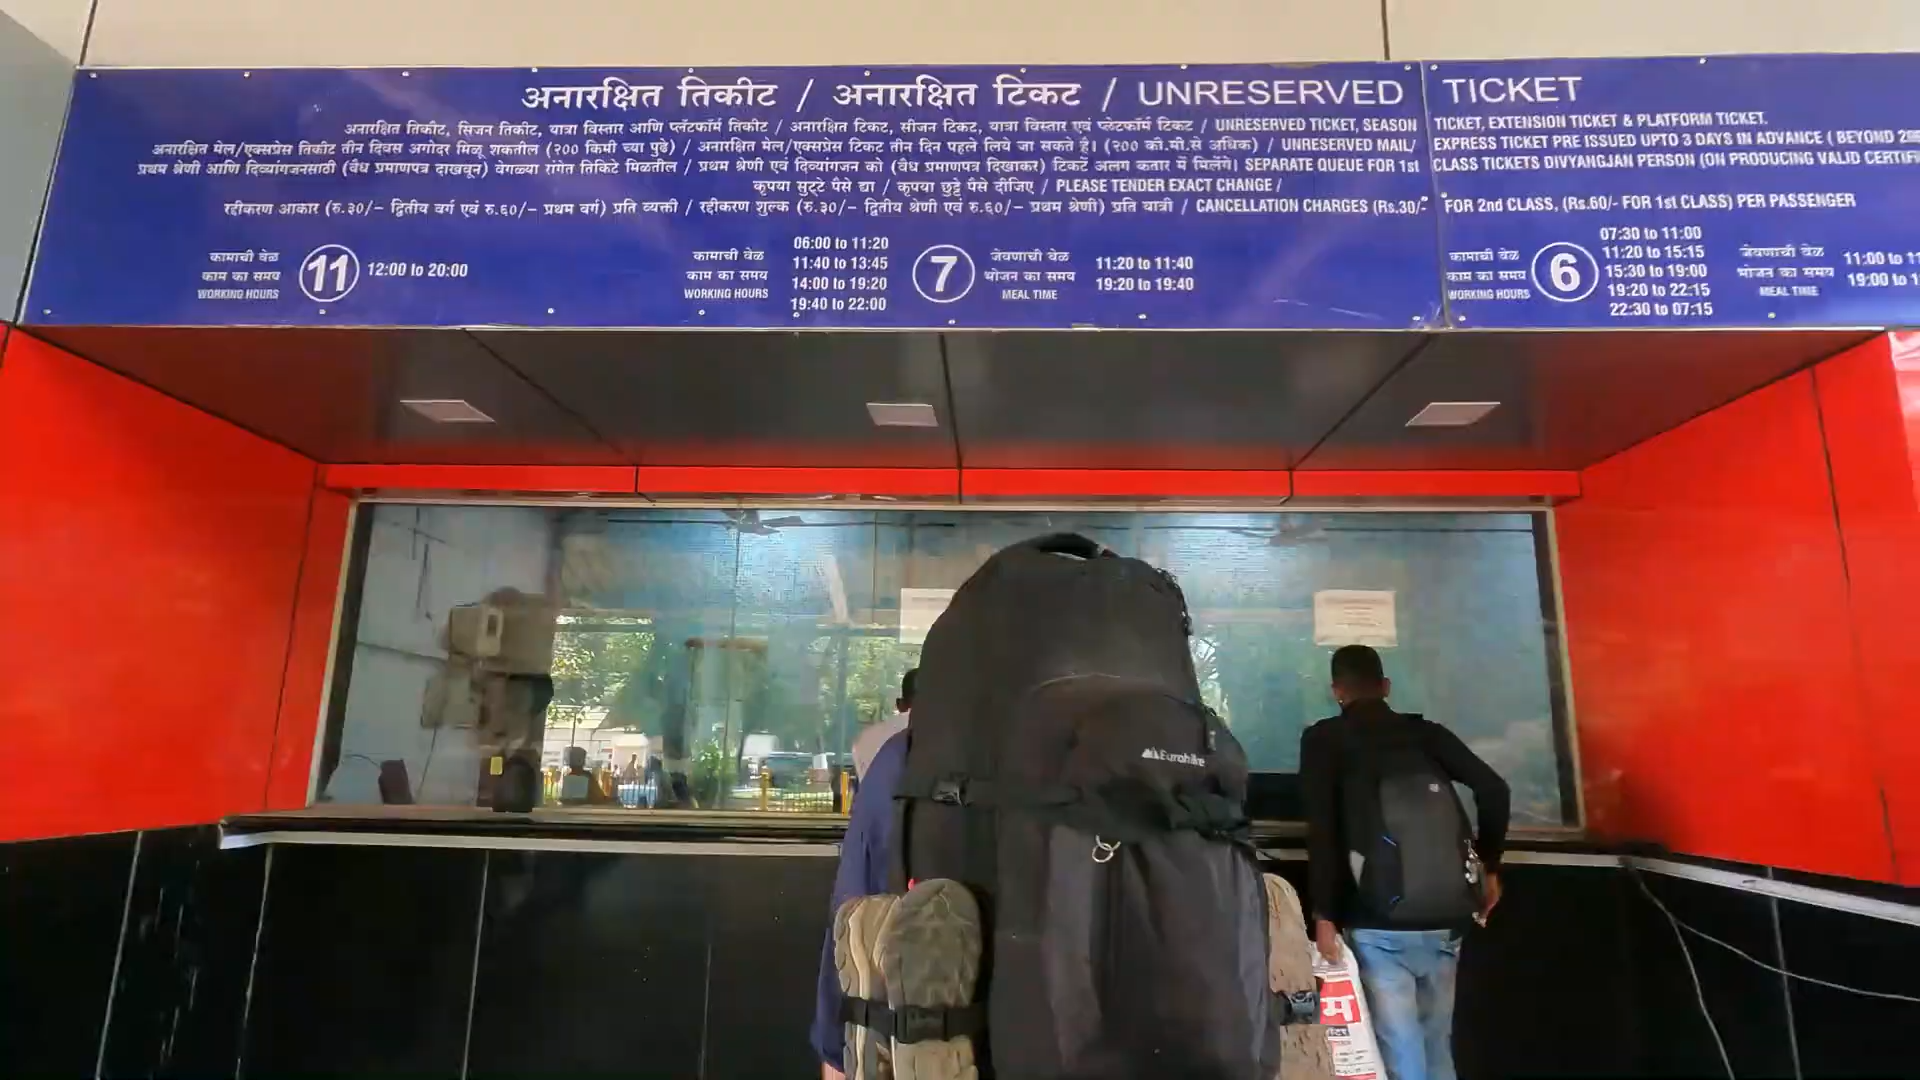 अनारक्षित तिकीट / अनारक्षित टिकट / UNRESERVED TICKET
अनारक्षित तिकीट, सिजन तिकीट, यात्रा विस्तार आणि प्लॅटफॉर्म तिकीट / अनारक्षित टिकट, सीजन टिकट, यात्रा विस्तार एवं प्लेटफॉर्म टिकट / UNRESERVED TICKET, SEASON TICKET, EXTENSION TICKET & PLATFORM TICKET.
अनारक्षित मेल/एक्सप्रेस तिकीट तीन दिवस अगोदर मिळू शकतील (२०० किमी च्या पुढे) / अनारक्षित मेल/एक्सप्रेस टिकट तीन दिन पहले लिये जा सकते है। (२०० की.मी.से अधिक) / UNRESERVED MAIL/ EXPRESS TICKET PRE ISSUED UPTO 3 DAYS IN ADVANCE ( BEYOND
प्रथम श्रेणी आणि दिव्यांगजनसाठी (वैध प्रमाणपत्र दाखवून) वेगळ्या रांगेत तिकिटे मिळतील / प्रथम श्रेणी एवं दिव्यांगजन को (वैध प्रमाणपत्र दिखाकर) टिकटें अलग कतार में मिलेंगे। SEPARATE QUEUE FOR 1st CLASS TICKETS DIVYANGJAN PERSON (ON PRODUCING VALID
कृपया सुट्टे पैसे द्या / कृपया छुट्टे पैसे दीजिए / PLEASE TENDER EXACT CHANGE /
रद्दीकरण आकार (रु.३०/- द्वितीय वर्ग एवं रु.६०/- प्रथम वर्ग) प्रति व्यक्ती / रद्दीकरण शुल्क (रु.३०/- द्वितीय श्रेणी एवं रु.६०/- प्रथम श्रेणी) प्रति यात्री / CANCELLATION CHARGES (Rs.30/- FOR 2nd CLASS, (Rs.60/- FOR 1st CLASS) PER PASSENGER
कामाची वेळ
काम का समय
WORKING HOURS
11
12:00 to 20:00
कामाची वेळ
काम का समय
WORKING HOURS
06:00 to 11:20
11:40 to 13:45
14:00 to 19:20
19:40 to 22:00
7
जेवणाची वेळ
भोजन का समय
MEAL TIME
11:20 to 11:40
19:20 to 19:40
कामाची वेळ
काम का समय
WORKING HOURS
6
07:30 to 11:00
11:20 to 15:15
15:30 to 19:00
19:20 to 22:15
22:30 to 07:15
जेवणाची वेळ
भोजन का समय
MEAL TIME
11:00 to
19:00 to
Eurohike
म